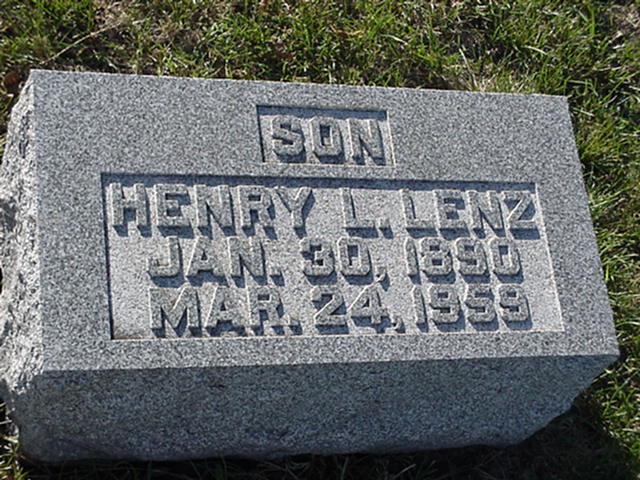 SON
HENRY L. LENZ
JAN. 30, 1890
MAR. 24, 1959